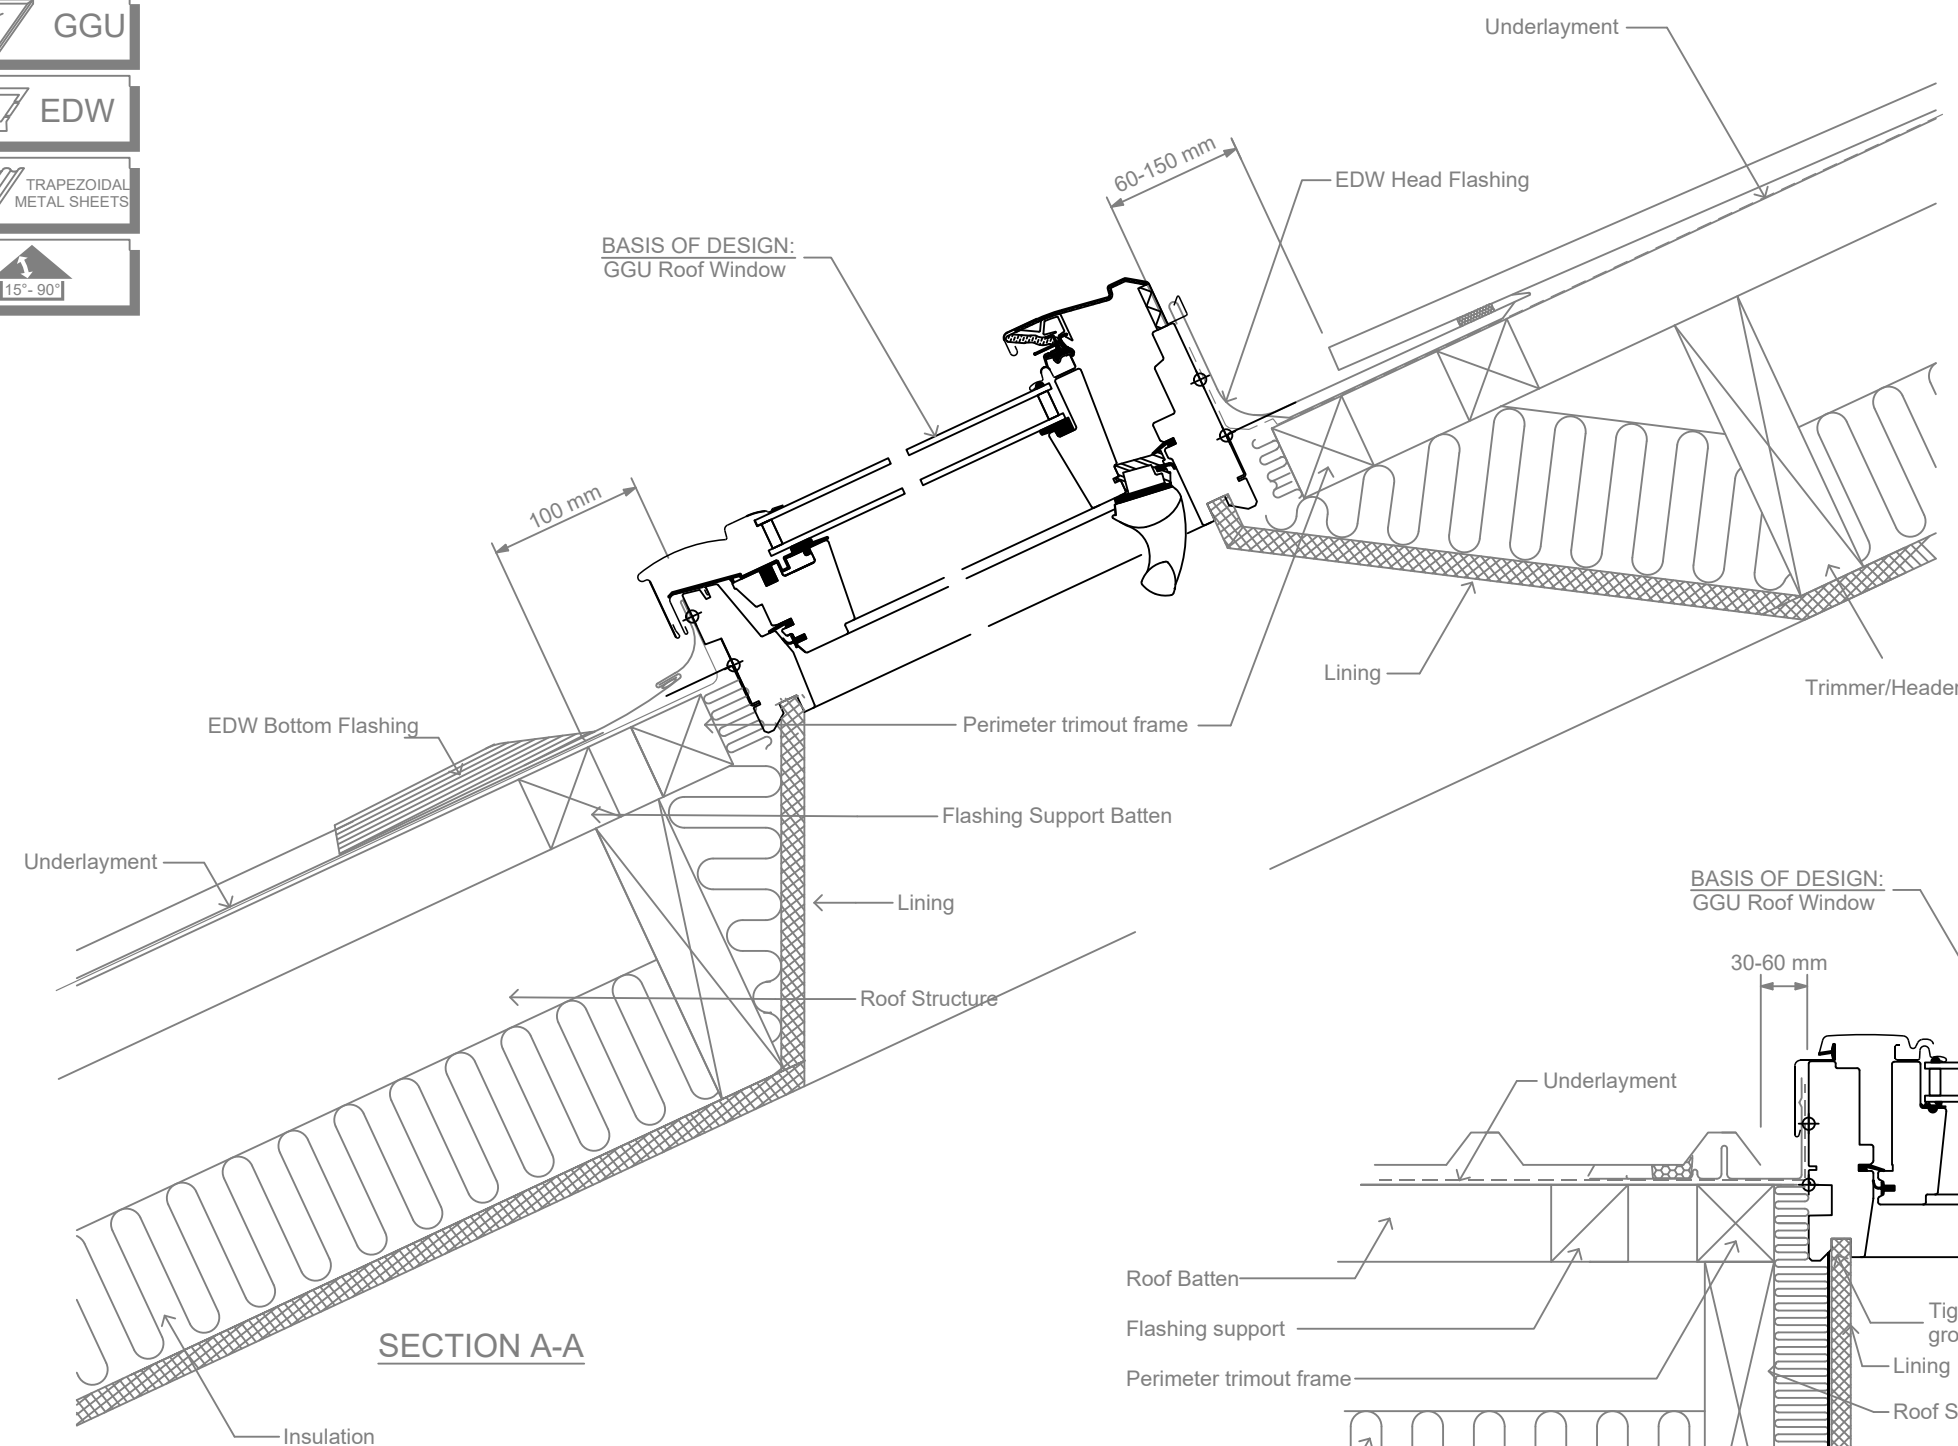 GGU
EDW
TRAPEZOIDAL
METAL SHEETS
15°- 90°
Underlayment
60-150 mm
EDW Head Flashing
BASIS OF DESIGN:
GGU Roof Window
100 mm
Lining
Trimmer/Header
EDW Bottom Flashing
Perimeter trimout frame
Flashing Support Batten
Underlayment
Lining
Roof Structure
SECTION A-A
Insulation
BASIS OF DESIGN:
GGU Roof Window
30-60 mm
Underlayment
Roof Batten
Flashing support
Perimeter trimout frame
Lining
Roof